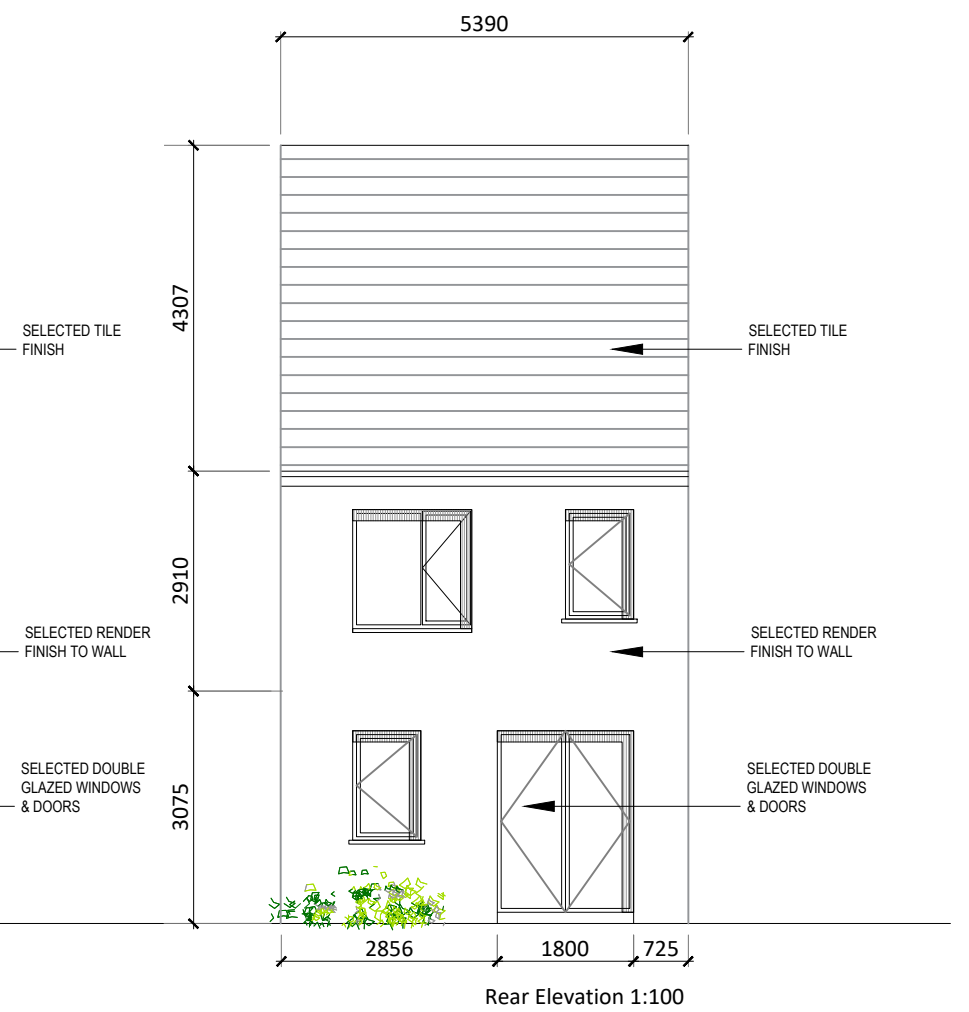 5390
4307
SELECTED TILE
FINISH
SELECTED TILE
FINISH
2910
SELECTED RENDER
FINISH TO WALL
SELECTED RENDER
FINISH TO WALL
3075
SELECTED DOUBLE
GLAZED WINDOWS
& DOORS
SELECTED DOUBLE
GLAZED WINDOWS
& DOORS
2856
1800
725
Rear Elevation 1:100